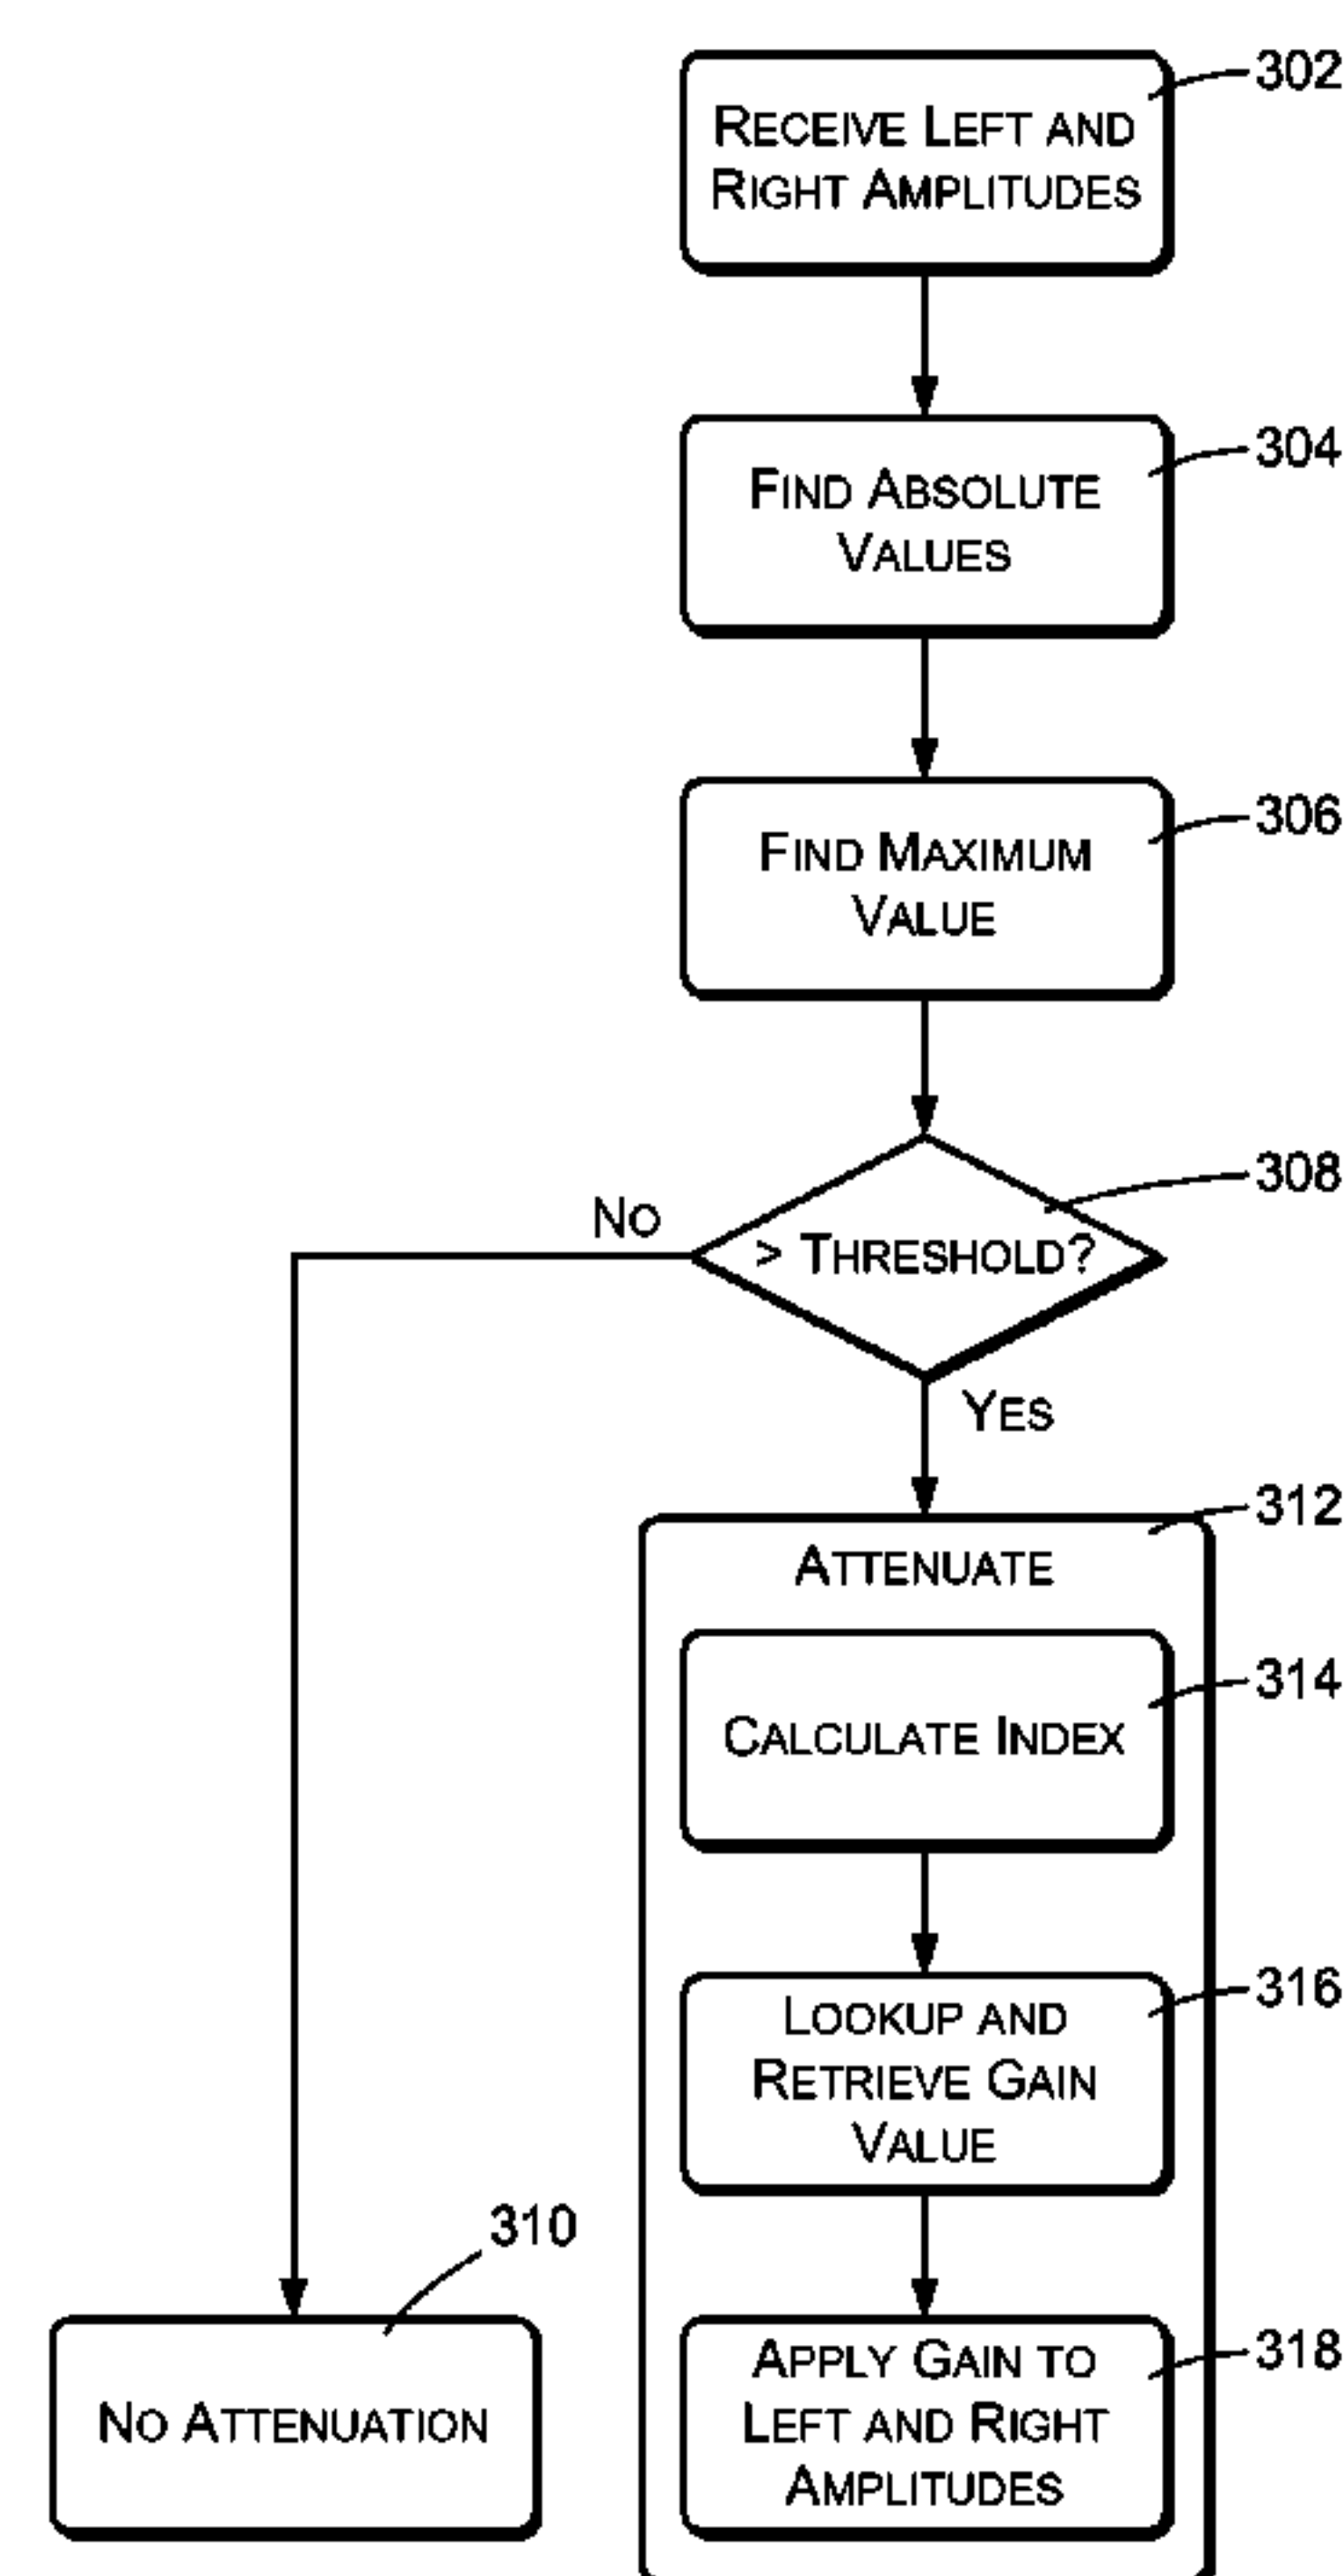 302
RECEIVE LEFT AND
RIGHT AMPLITUDES
304
FIND ABSOLUTE
VALUES
306
FIND MAXIMUM
VALUE
308
NO
> THRESHOLD?
YES
312
ATTENUATE
314
CALCULATE INDEX
316
LOOKUP AND
RETRIEVE GAIN
VALUE
310
NO ATTENUATION
318
APPLY GAIN TO
LEFT AND RIGHT
AMPLITUDES